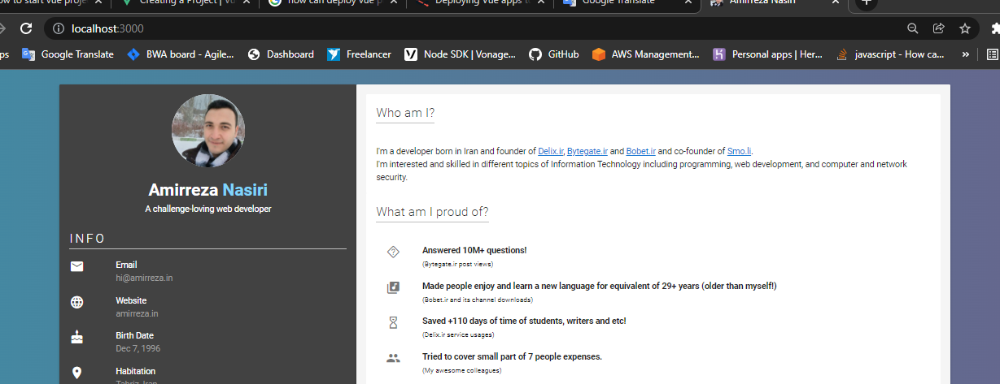 Creating a Project | Vu
how can deploy vue p
Deploying Vue apps t
Google Translate
Amirreza Nasiri
localhost:3000
ps
Google Translate
BWA board - Agile...
Dashboard
Freelancer
Node SDK | Vonage...
GitHub
AWS Management...
Personal apps | Her...
javascript - How ca...
»
Amirreza Nasiri
A challenge-loving web developer
INFO
Email
hi@amirreza.in
Website
amirreza.in
Birth Date
Dec 7, 1996
Habitation
Tabriz, Iran
Who am I?
I'm a developer born in Iran and founder of Delix.ir, Bytegate.ir and Bobet.ir and co-founder of Smo.li.
I'm interested and skilled in different topics of Information Technology including programming, web development, and computer and network
security.
What am I proud of?
Answered 10M+ questions!
(Bytegate.ir post views)
Made people enjoy and learn a new language for equivalent of 29+ years (older than myself!)
(Bobet.ir and its channel downloads)
Saved +110 days of time of students, writers and etc!
(Delix.ir service usages)
Tried to cover small part of 7 people expenses.
(My awesome colleagues)